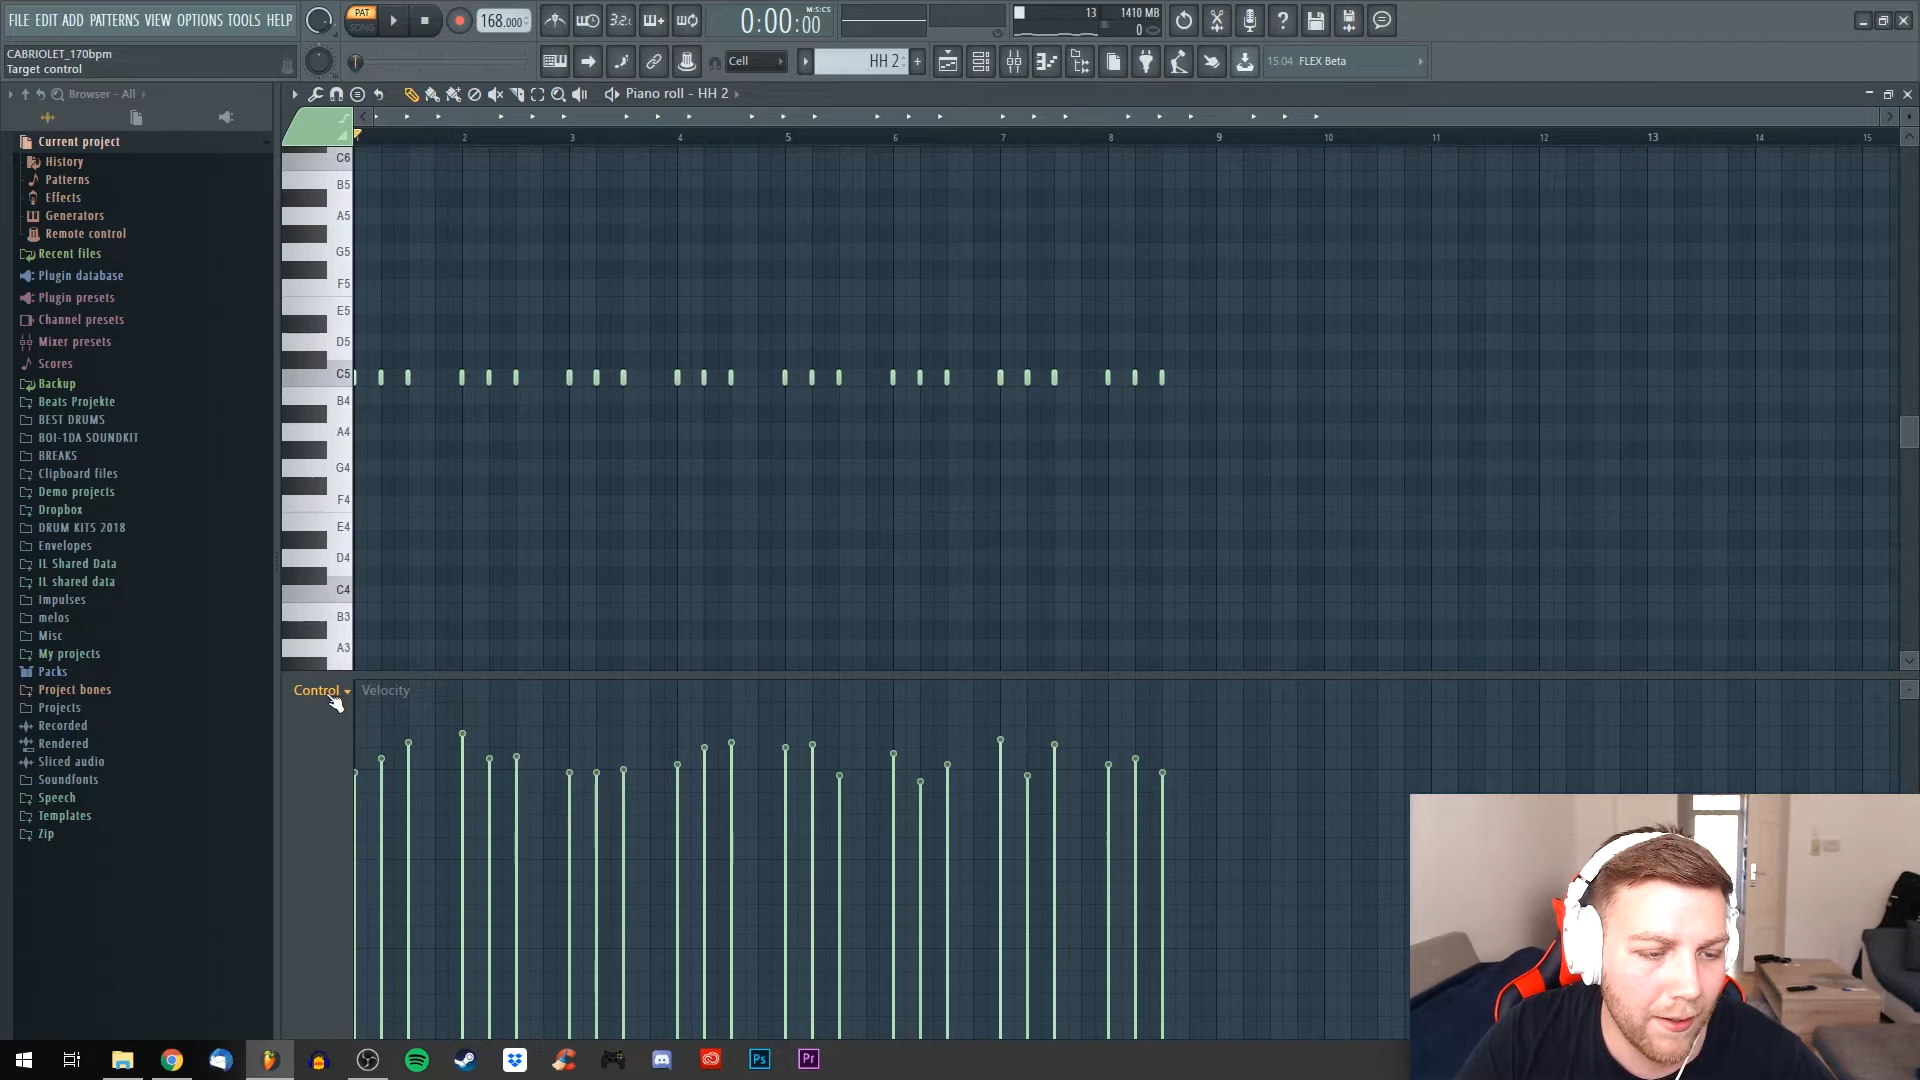 FILE EDIT ADD PATTERNS VIEW OPTIONS TOOLS HELP
PAT
SONG
168.000
3.2.
0:00:00
M:S:CS
13
1410 MB
0
CABRIOLET_170bpm
Target control
Cell
HH 2
15.04 FLEX Beta
Browser - All
Piano roll - HH 2
Current project
History
Patterns
Effects
Generators
Remote control
Recent files
Plugin database
Plugin presets
Channel presets
Mixer presets
Scores
Backup
Beats Projekte
BEST DRUMS
BOI-1DA SOUNDKIT
BREAKS
Clipboard files
Demo projects
Dropbox
DRUM KITS 2018
Envelopes
IL Shared Data
IL shared data
Impulses
melos
Misc
My projects
Packs
Project bones
Projects
Recorded
Rendered
Sliced audio
Soundfonts
Speech
Templates
Zip
2 3 4 5 6 7 8 9 10 11 12 13 14 15
C6
B5
A5
G5
F5
E5
D5
C5
B4
A4
G4
F4
E4
D4
C4
B3
A3
Control
Velocity
Ps
Pr